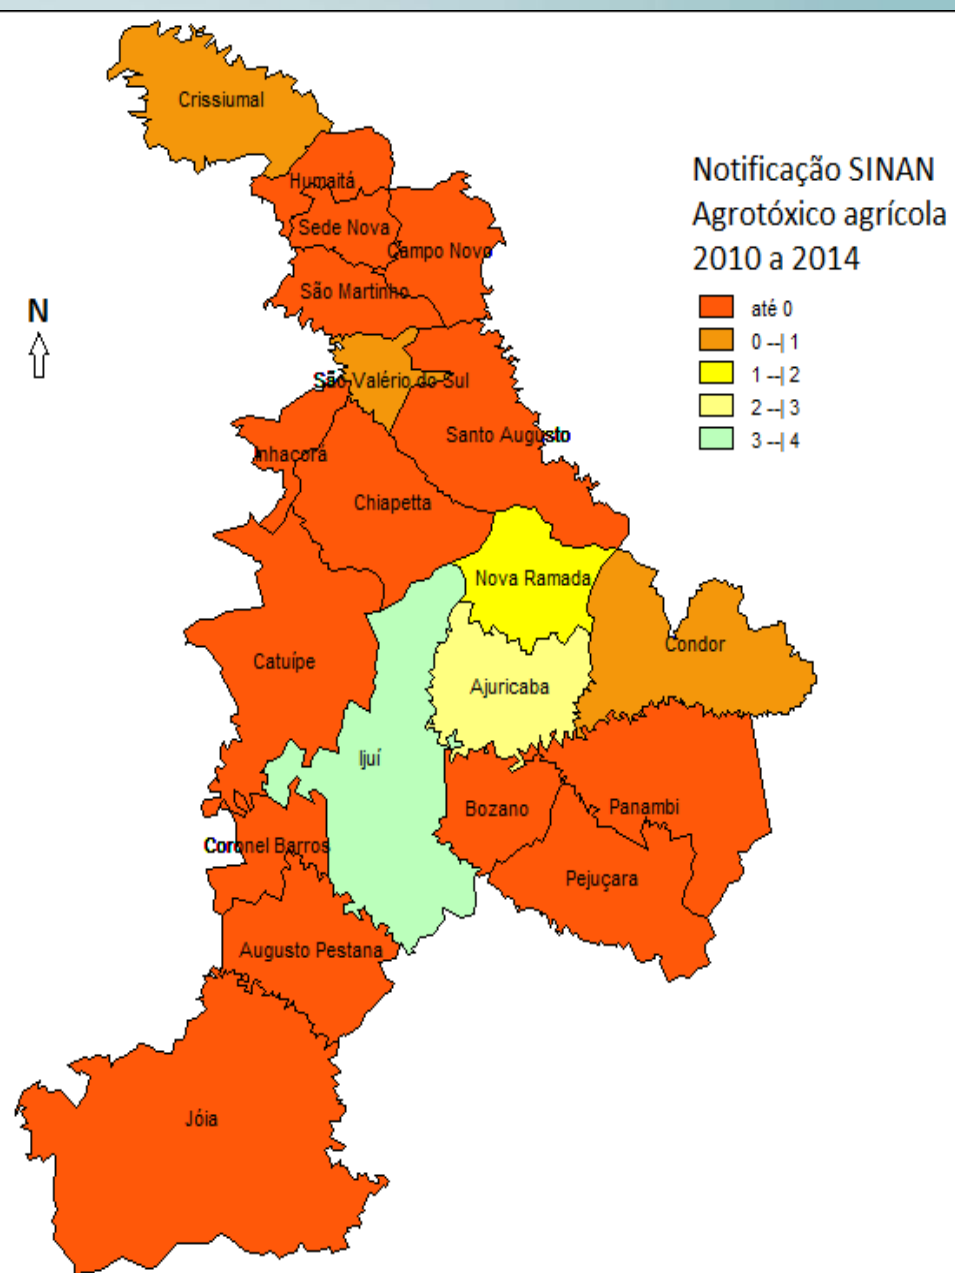 Crissiumal
Humaitá
Sede Nova
Campo Novo
São Martinho
São Valério do Sul
Santo Augusto
Inhacorá
Chiapetta
Nova Ramada
Condor
Catuípe
Ajuricaba
Ijuí
Bozano
Panambi
Coronel Barros
Pejuçara
Augusto Pestana
Jóia
N
Notificação SINAN
Agrotóxico agrícola
2010 a 2014
até 0
0 --| 1
1 --| 2
2 --| 3
3 --| 4